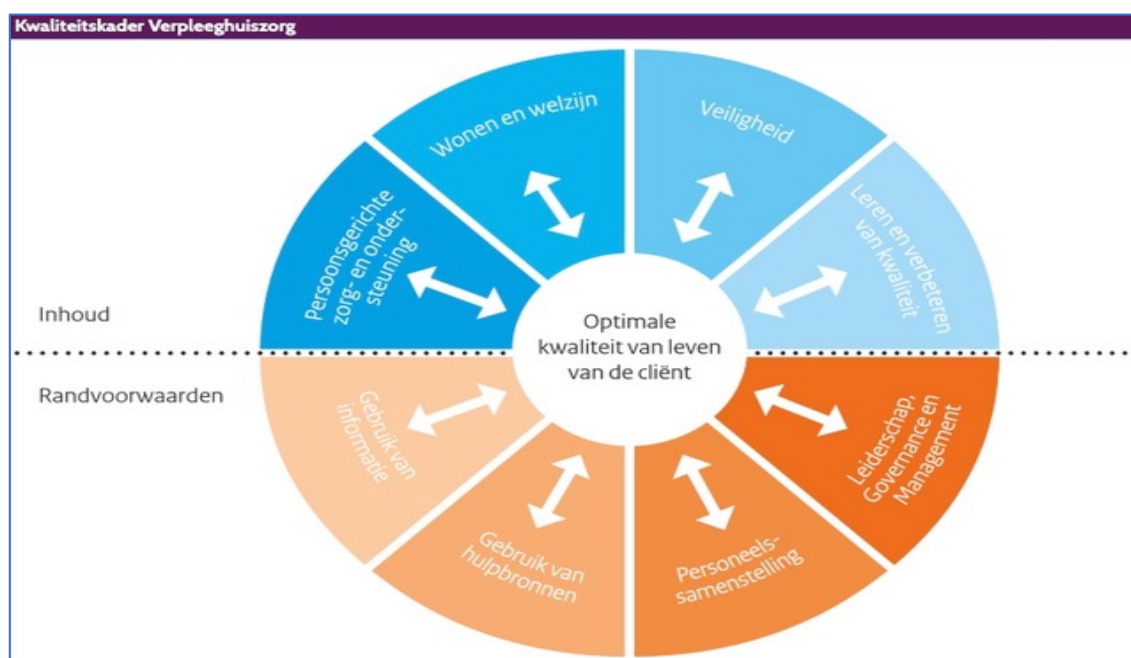 Kwaliteitskader Verpleeghuiszorg
Wonen en welzijn
Veiligheid
Persoonsgerichte
zorg- en onder-
steuning
Leren en verbeteren
van kwaliteit
Inhoud
Optimale
kwaliteit van leven
van de cliënt
Randvoorwaarden
Gebruik van
informatie
Leiderschap,
Governance en
Management
Gebruik van
hulpbronnen
Personeels-
samenstelling